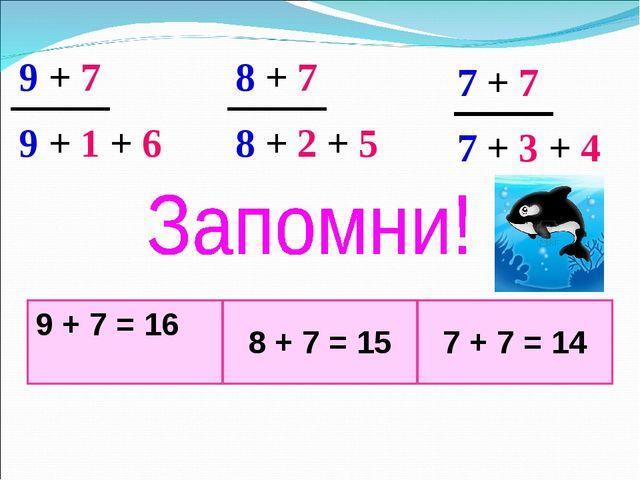 9 + 7
9 + 1 + 6
8 + 7
8 + 2 + 5
7 + 7
7 + 3 + 4
Запомни!
9 + 7 = 16
8 + 7 = 15
7 + 7 = 14